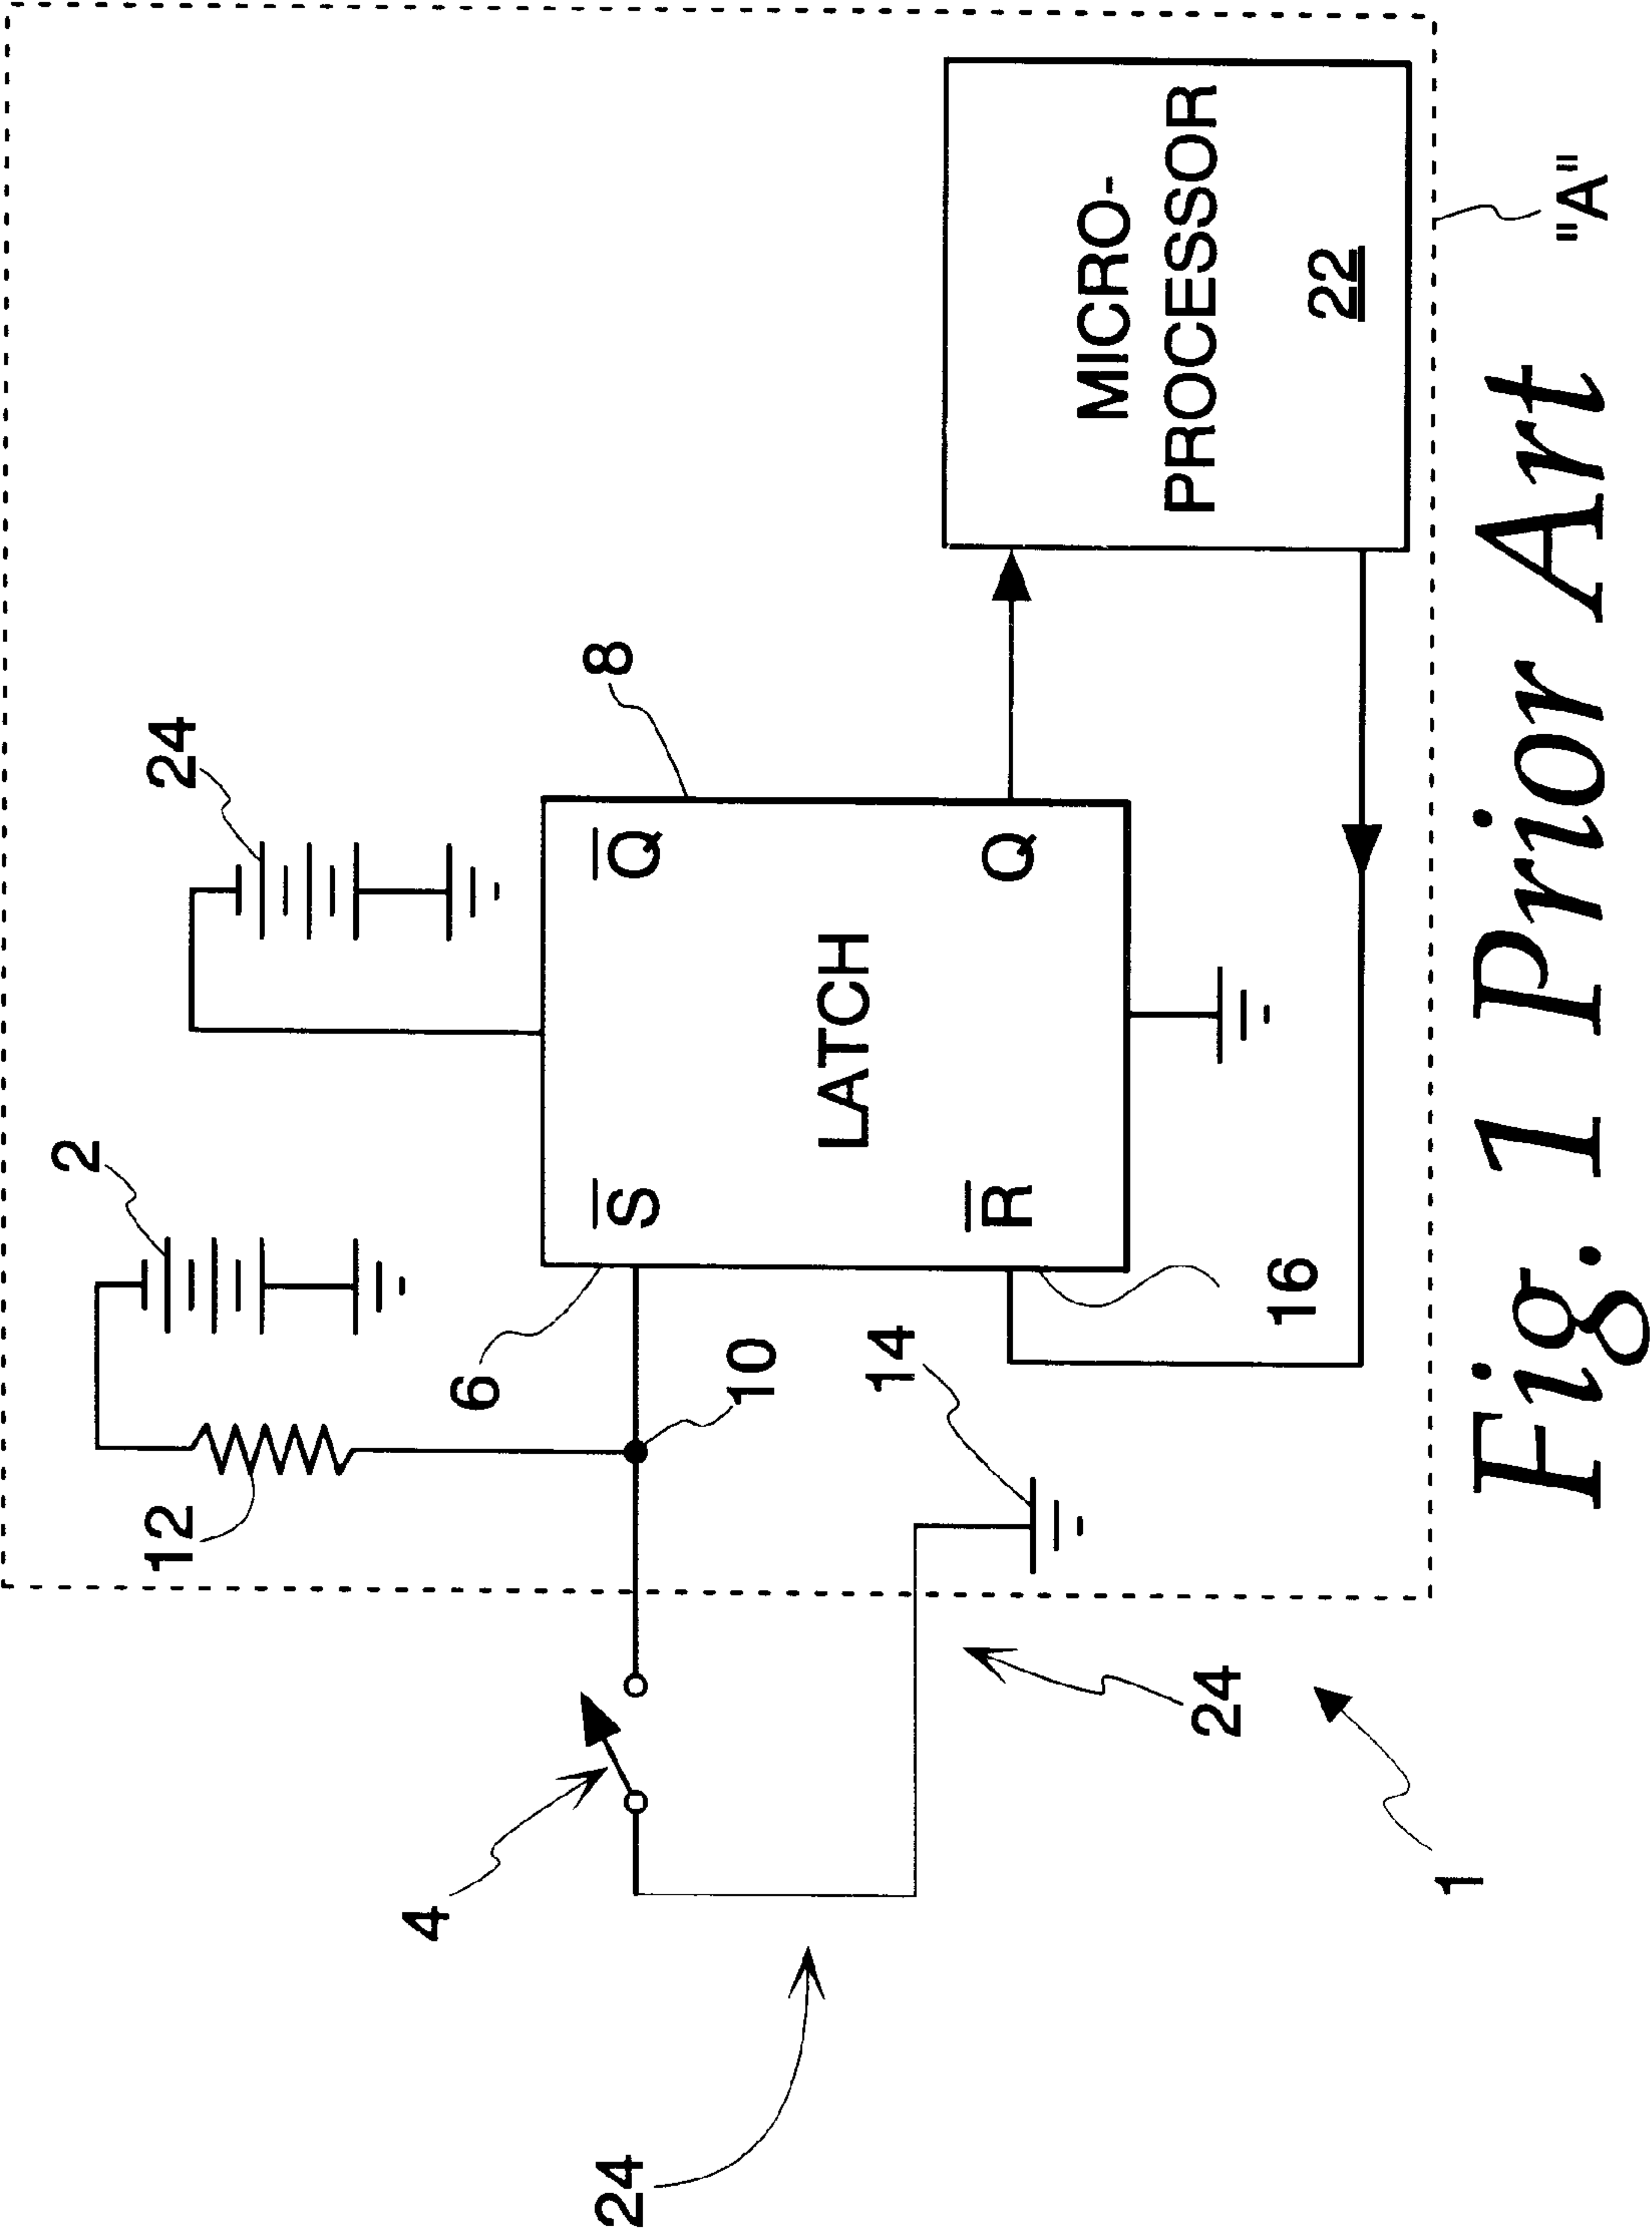 2
24
12
6
S
Q
8
4
10
LATCH
14
R
Q
MICRO-
PROCESSOR
22
16
24
24
1
"A"
Fig. 1 Prior Art